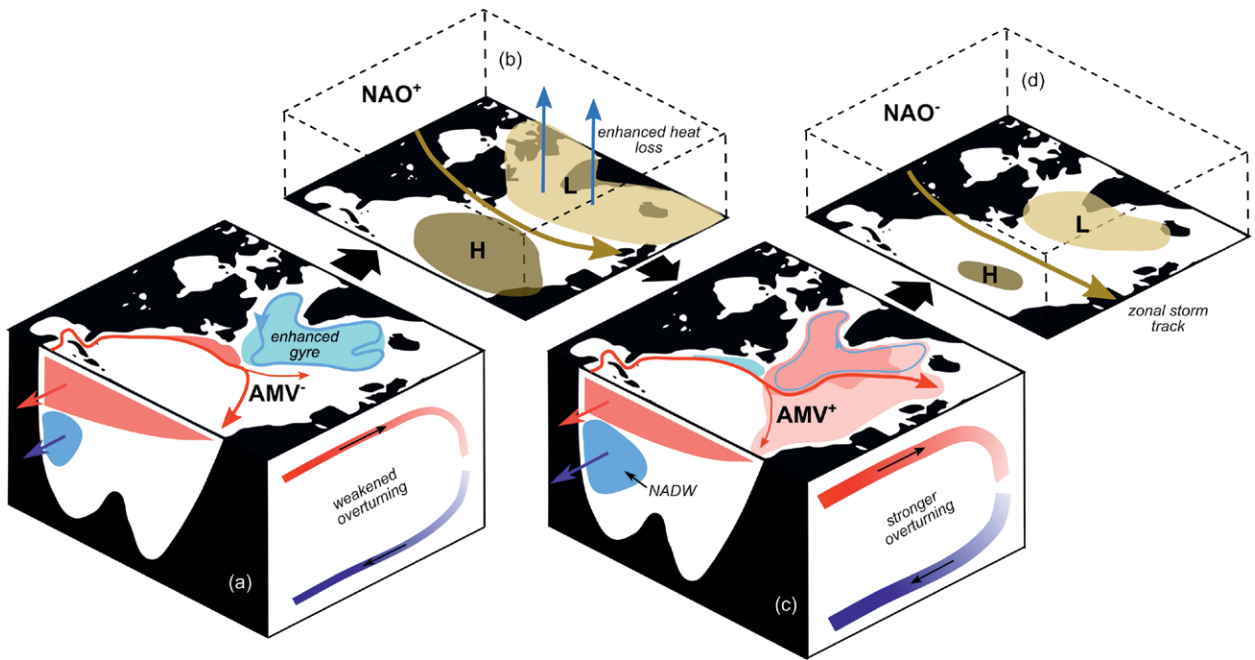 (b)
NAO⁺
enhanced heat
loss
L
H
(d)
NAO⁻
L
H
zonal storm
track
enhanced
gyre
AMV⁻
weakened
overturning
(a)
AMV⁺
NADW
stronger
overturning
(c)